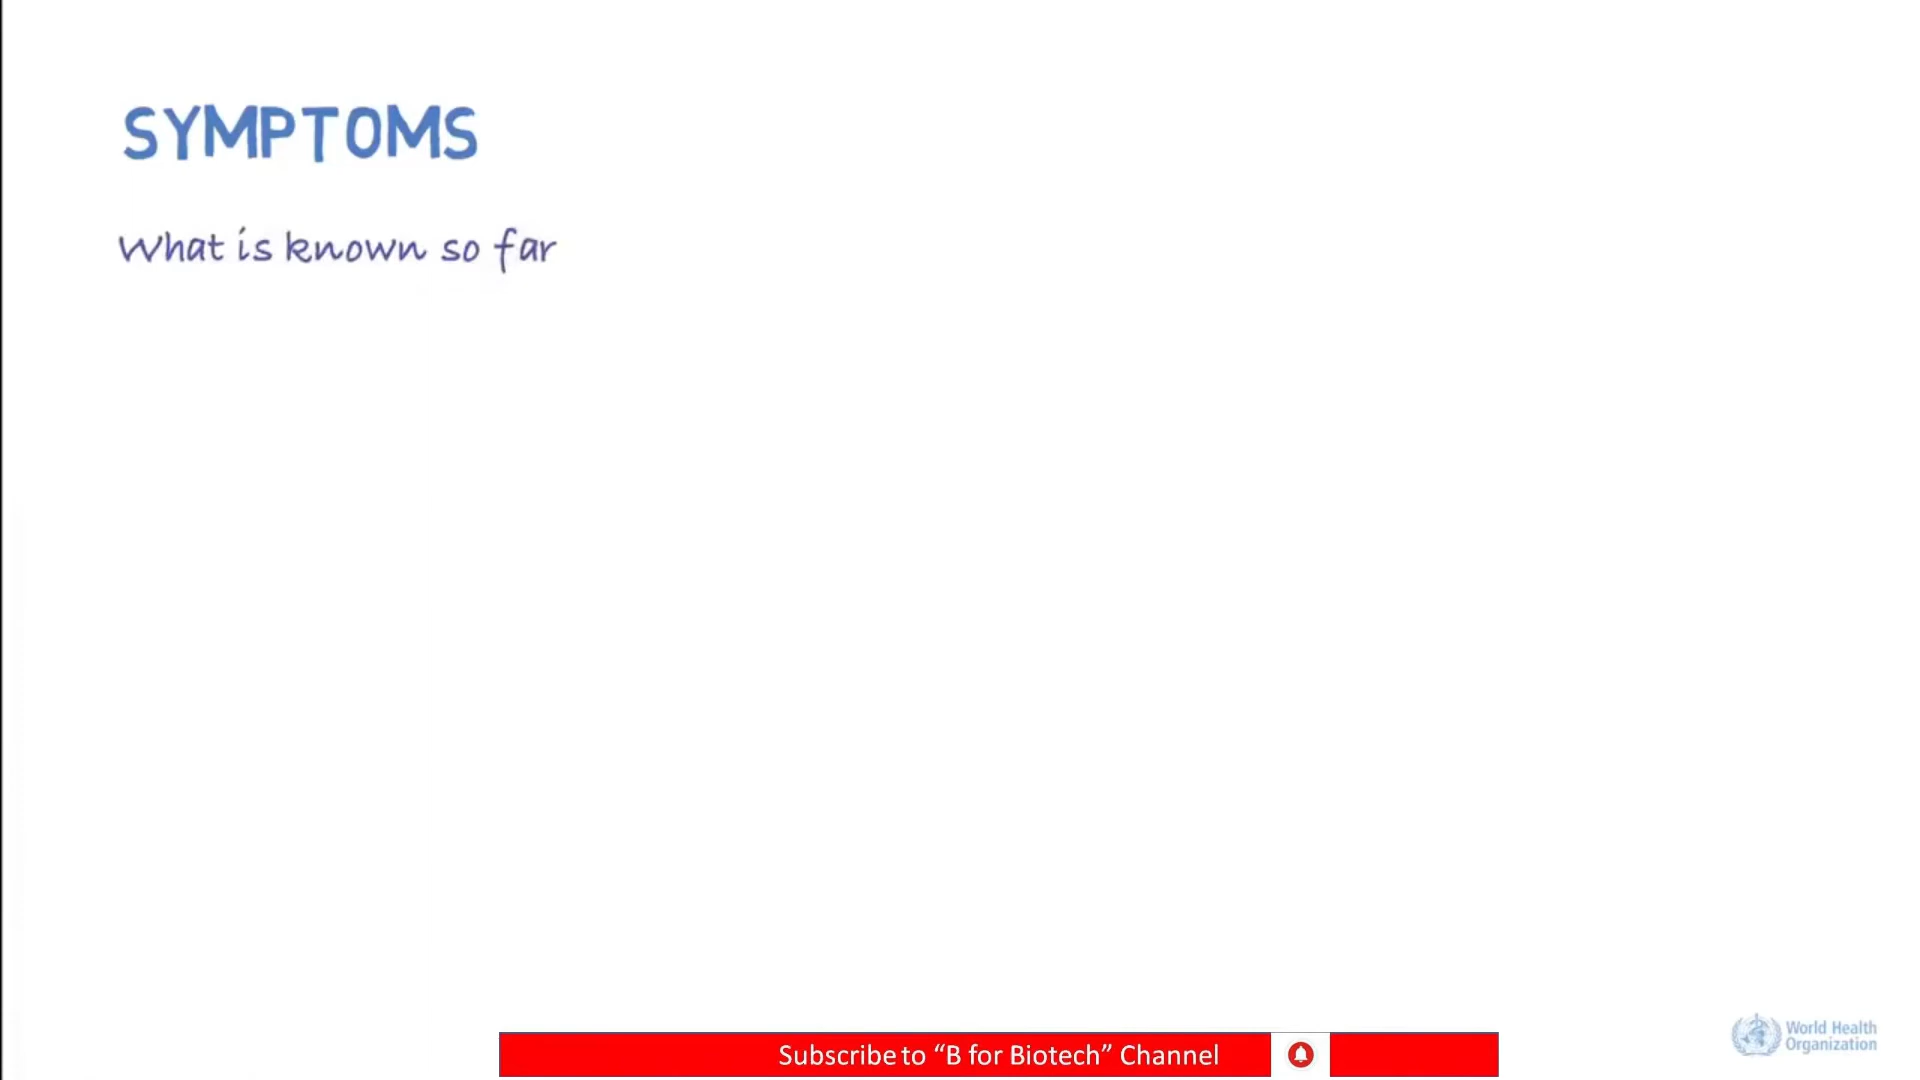 SYMPTOMS
What is known so far
Subscribe to “B for Biotech” Channel
World Health
Organization